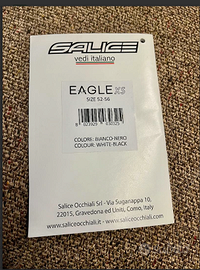 SALICE
vedi italiano
EAGLE XS
SIZE 52-56
COLORE: BIANCO-NERO
COLOUR: WHITE-BLACK
Salice Occhiali Srl - Via Suganappa 10,
22015, Gravedona ed Uniti, Como, Italy
www.saliceocchiali.it - www.saliceocchiali.com